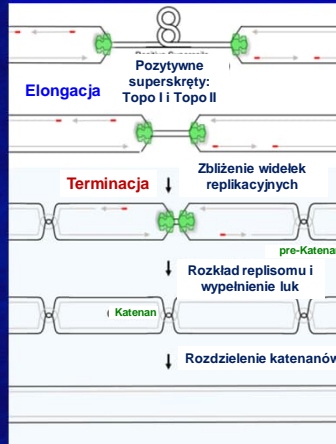 Pozytywne
superskręty:
Topo I i Topo II
Elongacja
Zbliżenie widełek
replikacyjnych
Terminacja
pre-Katenan
Rozkład replisomu i
wypełnienie luk
Katenan
Rozdzielenie katenanów